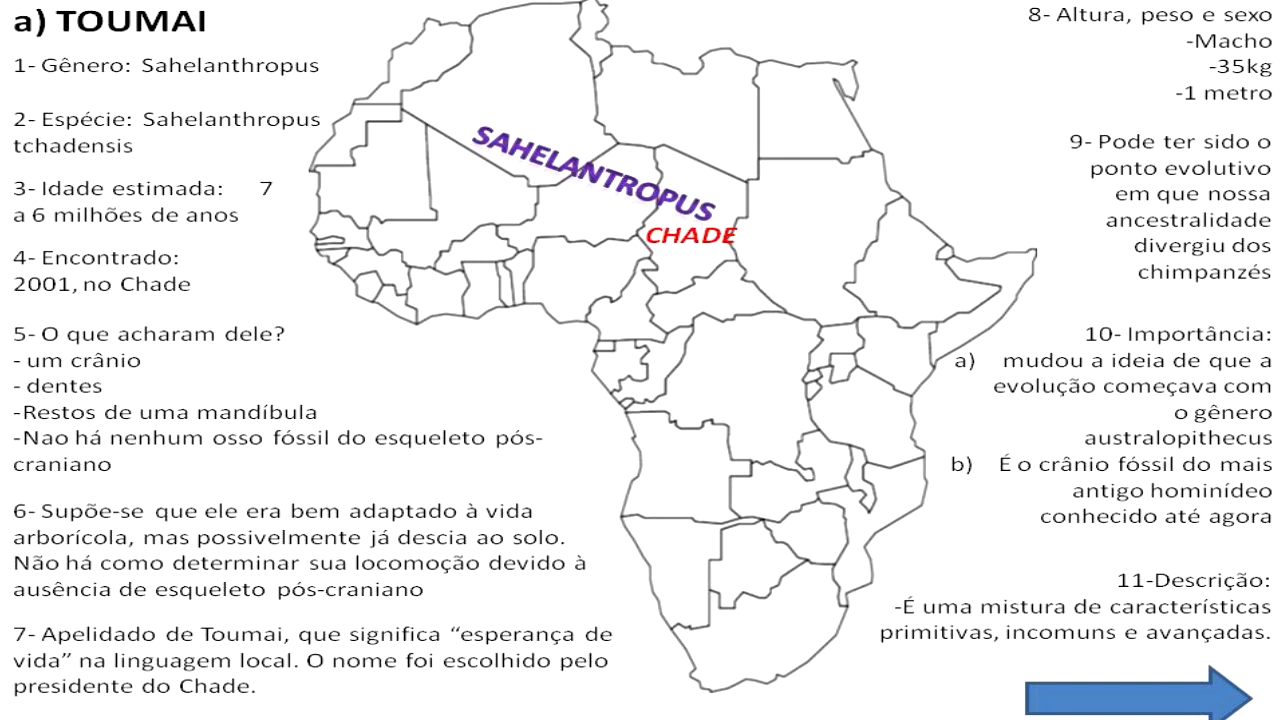 a) TOUMAI
1- Gênero: Sahelanthropus
2- Espécie: Sahelanthropus
tchadensis
3- Idade estimada: 7
a 6 milhões de anos
4- Encontrado:
2001, no Chade
5- O que acharam dele?
- um crânio
- dentes
-Restos de uma mandíbula
-Nao há nenhum osso fóssil do esqueleto pós-
craniano
6- Supõe-se que ele era bem adaptado à vida
arborícola, mas possivelmente já descia ao solo.
Não há como determinar sua locomoção devido à
ausência de esqueleto pós-craniano
7- Apelidado de Toumai, que significa “esperança de
vida” na linguagem local. O nome foi escolhido pelo
presidente do Chade.
SAHELANTROPUS
CHADE
8- Altura, peso e sexo
-Macho
-35kg
-1 metro
9- Pode ter sido o
ponto evolutivo
em que nossa
ancestralidade
divergiu dos
chimpanzés
10- Importância:
a) mudou a ideia de que a
evolução começava com
o gênero
australopithecus
b) É o crânio fóssil do mais
antigo hominídeo
conhecido até agora
11-Descrição:
-É uma mistura de características
primitivas, incomuns e avançadas.